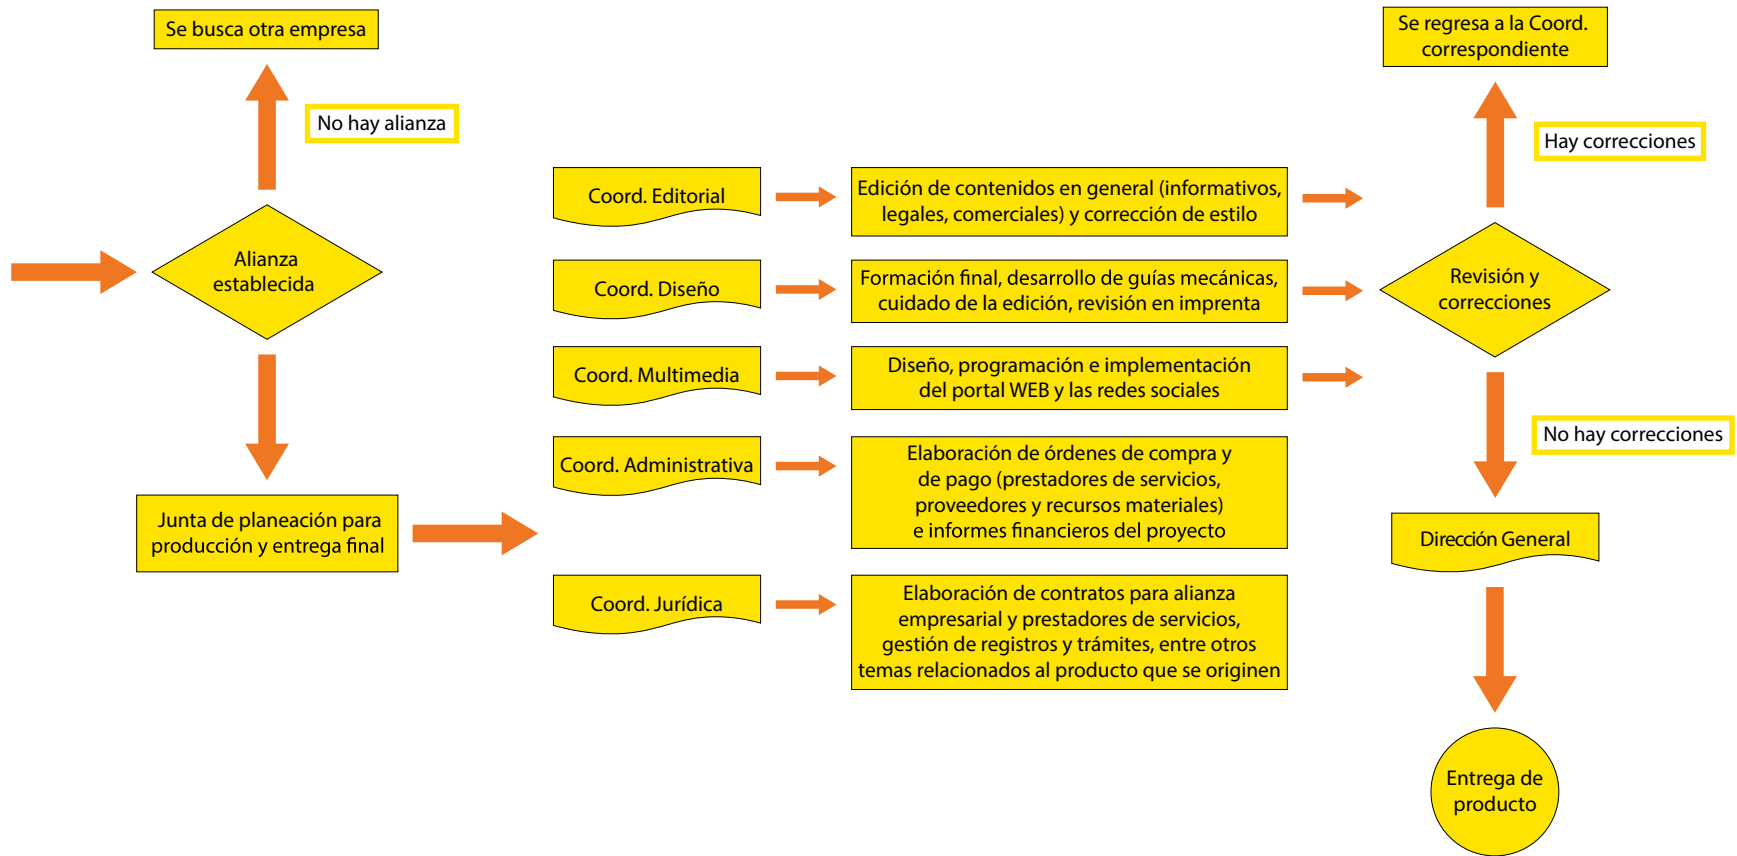 Se busca otra empresa
No hay alianza
Alianza
establecida
Junta de planeación para
producción y entrega final
Coord. Editorial
Edición de contenidos en general (informativos,
legales, comerciales) y corrección de estilo
Coord. Diseño
Formación final, desarrollo de guías mecánicas,
cuidado de la edición, revisión en imprenta
Coord. Multimedia
Diseño, programación e implementación
del portal WEB y las redes sociales
Coord. Administrativa
Elaboración de órdenes de compra y
de pago (prestadores de servicios,
proveedores y recursos materiales)
e informes financieros del proyecto
Coord. Jurídica
Elaboración de contratos para alianza
empresarial y prestadores de servicios,
gestión de registros y trámites, entre otros
temas relacionados al producto que se originen
Se regresa a la Coord.
correspondiente
Hay correcciones
Revisión y
correcciones
No hay correcciones
Dirección General
Entrega de
producto